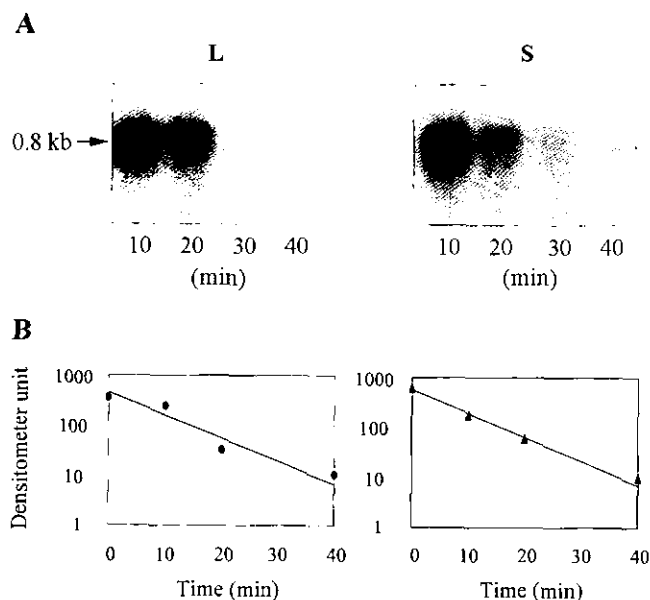 A
L S
0.8 kb
10 20 30 40 10 20 30 40
(min) (min)
B
Densitometer unit
1000 1000
100 100
10 10
1 1
0 10 20 30 40 0 10 20 30 40
Time (min) Time (min)